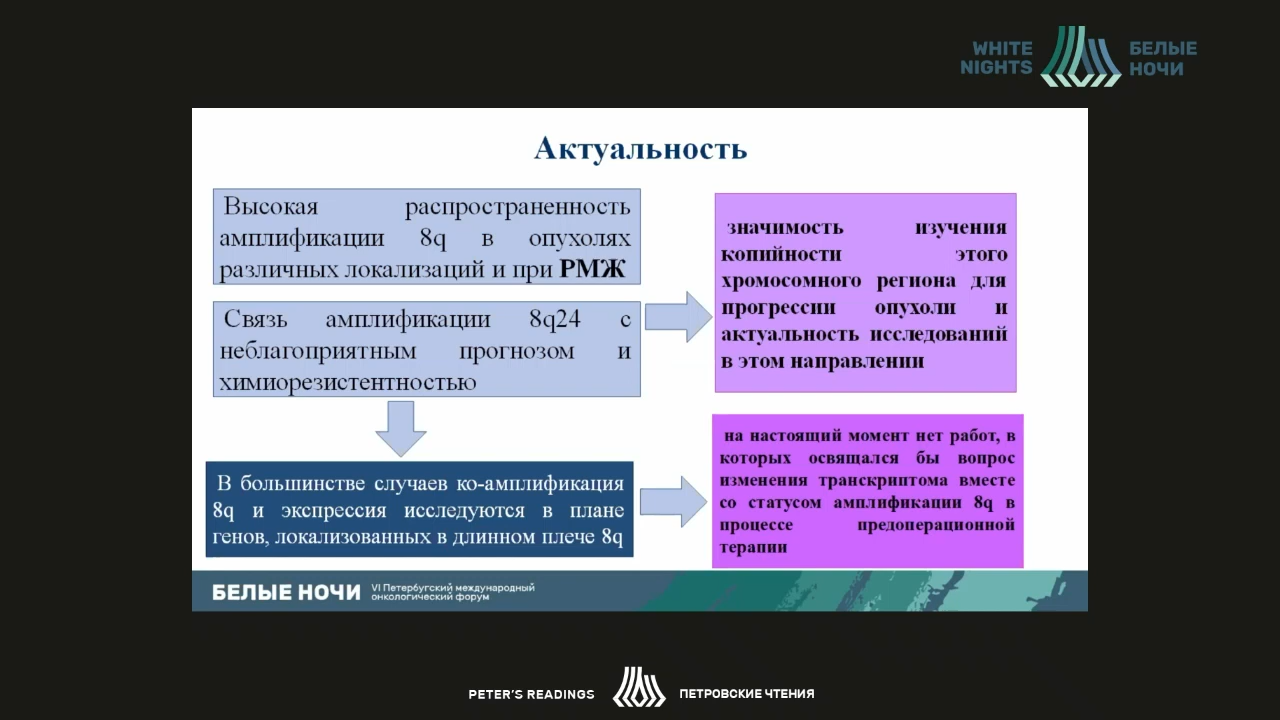 WHITE
NIGHTS
БЕЛЫЕ
НОЧИ
Актуальность
Высокая распространенность
амплификации 8q в опухолях
различных локализаций и при РМЖ
Связь амплификации 8q24 с
неблагоприятным прогнозом и
химиорезистентностью
значимость изучения
копийности этого
хромосомного региона для
прогрессии опухоли и
актуальность исследований
в этом направлении
В большинстве случаев ко-амплификация
8q и экспрессия исследуются в плане
генов, локализованных в длинном плече 8q
на настоящий момент нет работ, в
которых освящался бы вопрос
изменения транскриптома вместе
со статусом амплификации 8q в
процессе предоперационной
терапии
БЕЛЫЕ НОЧИ
VI Петербугский международный
онкологический форум
PETER'S READINGS
ПЕТРОВСКИЕ ЧТЕНИЯ